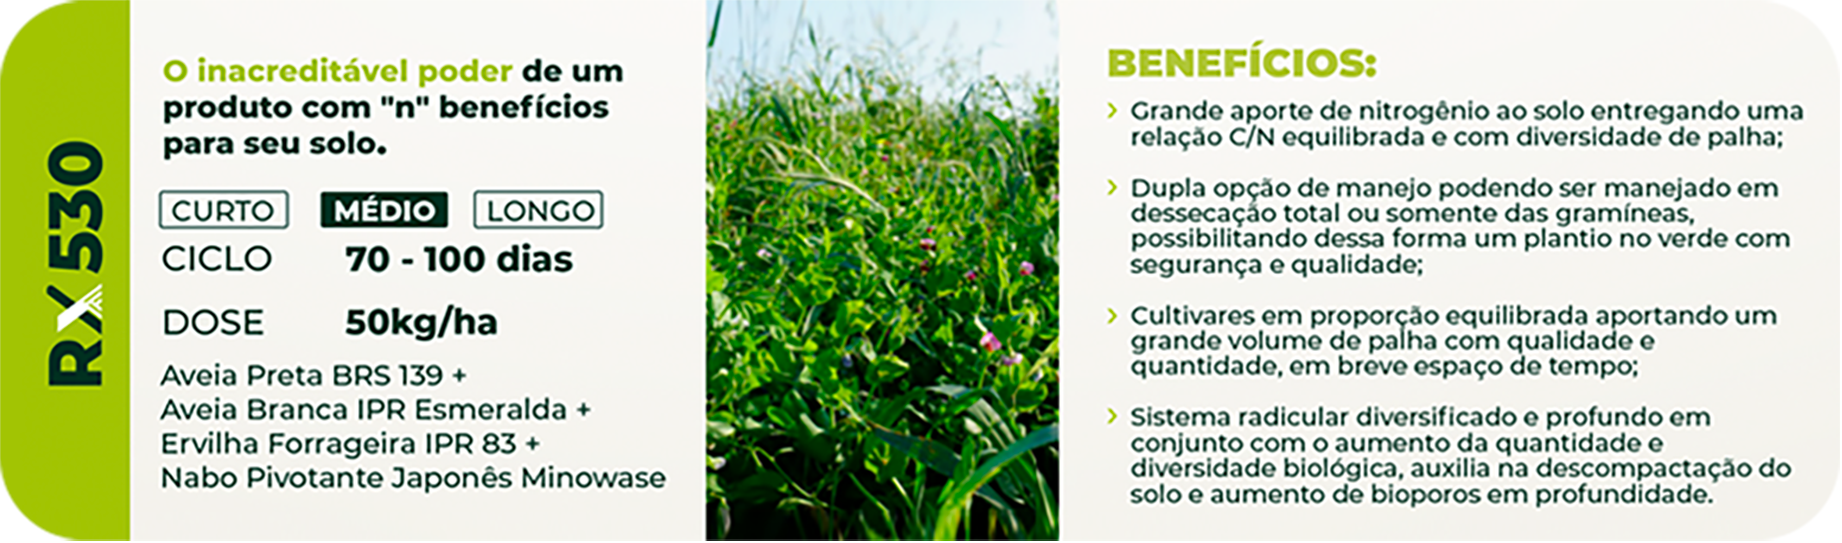 RX 530
O inacreditável poder de um
produto com "n" benefícios
para seu solo.
CURTO MÉDIO LONGO
CICLO 70 - 100 dias
DOSE 50kg/ha
Aveia Preta BRS 139 +
Aveia Branca IPR Esmeralda +
Ervilha Forrageira IPR 83 +
Nabo Pivotante Japonês Minowase
BENEFÍCIOS:
› Grande aporte de nitrogênio ao solo entregando uma
relação C/N equilibrada e com diversidade de palha;
› Dupla opção de manejo podendo ser manejado em
dessecação total ou somente das gramíneas,
possibilitando dessa forma um plantio no verde com
segurança e qualidade;
› Cultivares em proporção equilibrada aportando um
grande volume de palha com qualidade e
quantidade, em breve espaço de tempo;
› Sistema radicular diversificado e profundo em
conjunto com o aumento da quantidade e
diversidade biológica, auxilia na descompactação do
solo e aumento de bioporos em profundidade.